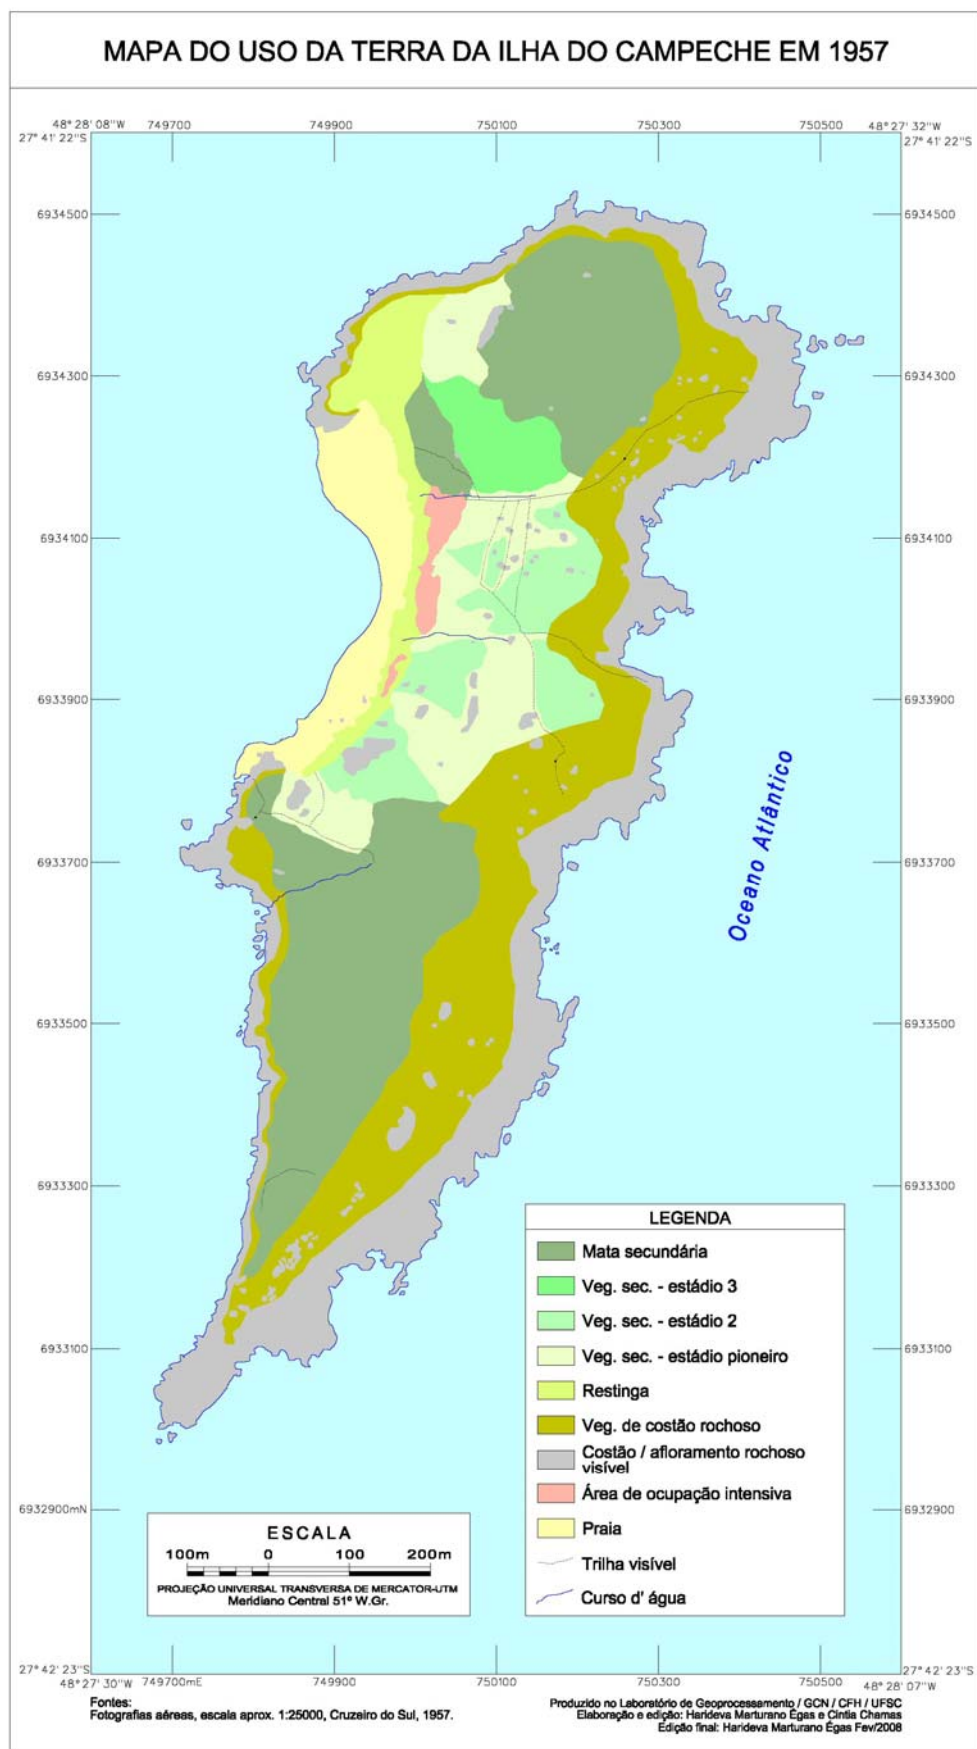 MAPA DO USO DA TERRA DA ILHA DO CAMPECHE EM 1957
48° 28' 08''W 749700 749900 750100 750300 750500 48° 27' 32''W
27° 41' 22''S 27° 41' 22''S
6934500 6934500
6934300 6934300
6934100 6934100
6933900 6933900
Oceano Atlântico
6933700 6933700
6933500 6933500
6933300 6933300
6933100 6933100
6932900mN 6932900
LEGENDA
Mata secundária
Veg. sec. - estádio 3
Veg. sec. - estádio 2
Veg. sec. - estádio pioneiro
Restinga
Veg. de costão rochoso
Costão / afloramento rochoso
visível
Área de ocupação intensiva
Praia
Trilha visível
Curso d' água
ESCALA
100m 0 100 200m
PROJEÇÃO UNIVERSAL TRANSVERSA DE MERCATOR-UTM
Meridiano Central 51º W.Gr.
27° 42' 23''S 27° 42' 23''S
48° 27' 30''W 749700mE 749900 750100 750300 750500 48° 28' 07''W
Fontes:
Fotografias aéreas, escala aprox. 1:25000, Cruzeiro do Sul, 1957.
Produzido no Laboratório de Geoprocessamento / GCN / CFH / UFSC
Elaboração e edição: Harideva Marturano Égas e Cintia Chamas
Edição final: Harideva Marturano Égas Fev/2008